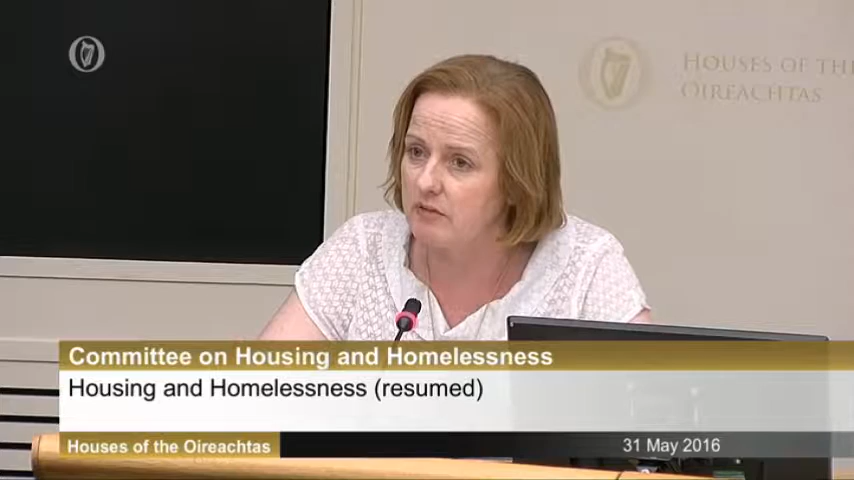 HOUSES OF THE
OIREACHTAS
Committee on Housing and Homelessness
Housing and Homelessness (resumed)
Houses of the Oireachtas
31 May 2016